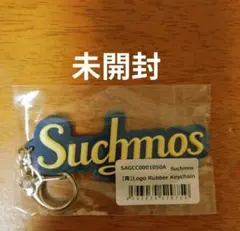 未開封
Suchmos
SAGCC0001050A Suchmos
[青]Logo Rubber Keychain